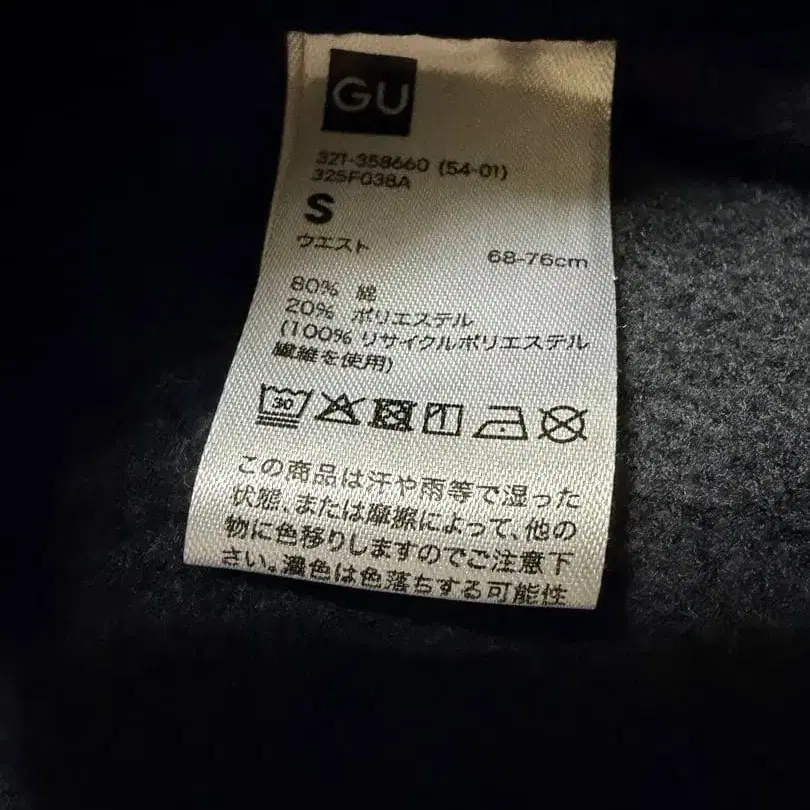 GU
321-358660 (54-01)
325F038A
S
ウエスト 68-76cm
80% 綿
20% ポリエステル
(100% リサイクルポリエステル
繊維を使用)
30
この商品は汗や雨等で湿った
状態、または摩擦によって、他の
物に色移りしますのでご注意下
さい。濃色は色落ちする可能性